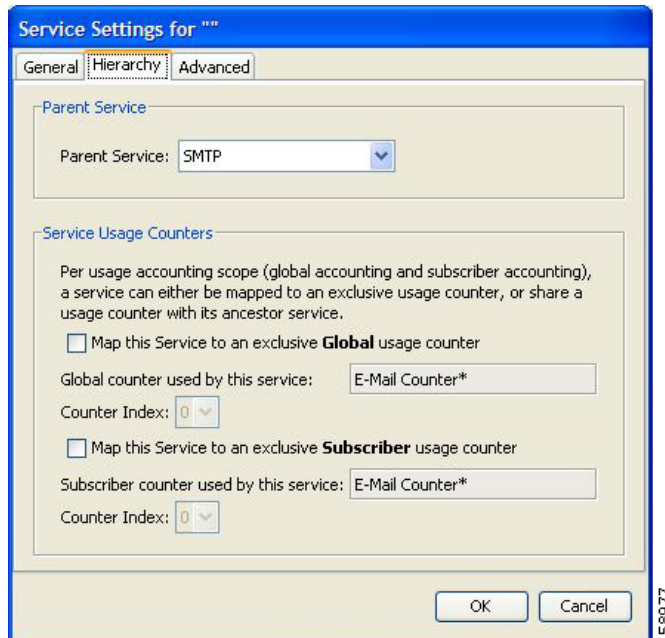 Service Settings for ""
General Hierarchy Advanced
Parent Service
Parent Service: SMTP
Service Usage Counters
Per usage accounting scope (global accounting and subscriber accounting),
a service can either be mapped to an exclusive usage counter, or share a
usage counter with its ancestor service.
Map this Service to an exclusive Global usage counter
Global counter used by this service: E-Mail Counter*
Counter Index: 0
Map this Service to an exclusive Subscriber usage counter
Subscriber counter used by this service: E-Mail Counter*
Counter Index: 0
OK Cancel